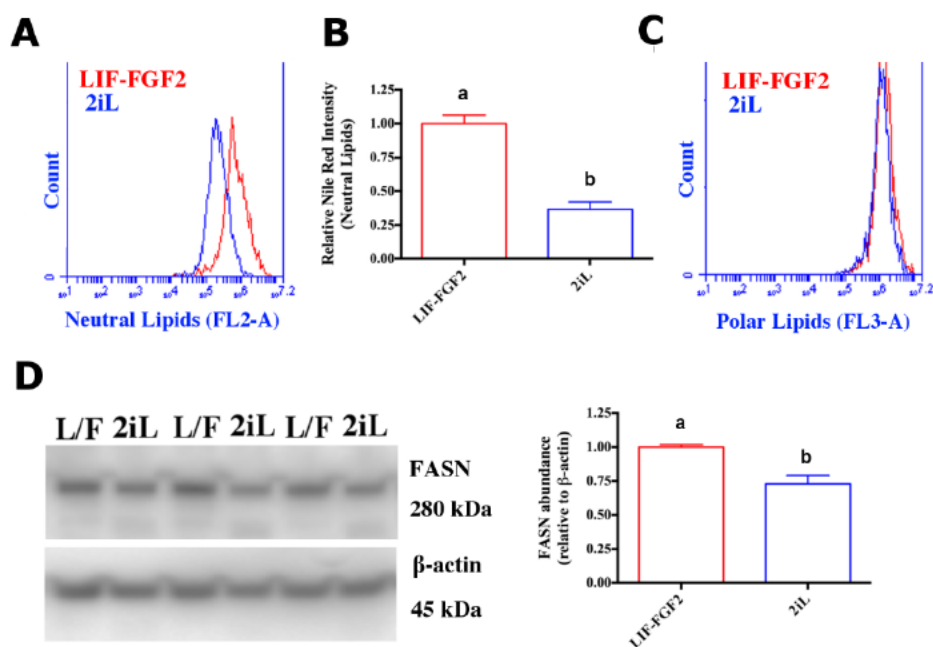 A
LIF-FGF2
2iL
Count
0
Neutral Lipids (FL2-A)
B
Relative Nile Red Intensity
(Neutral Lipids)
1.25
1.00
0.75
0.50
0.25
0.00
a
b
LIF-FGF2
2iL
C
LIF-FGF2
2iL
Count
0
Polar Lipids (FL3-A)
D
L/F 2iL L/F 2iL L/F 2iL
FASN
280 kDa
β-actin
45 kDa
FASN abundance
(relative to β-actin)
1.25
1.00
0.75
0.50
0.25
0.00
a
b
LIF-FGF2
2iL